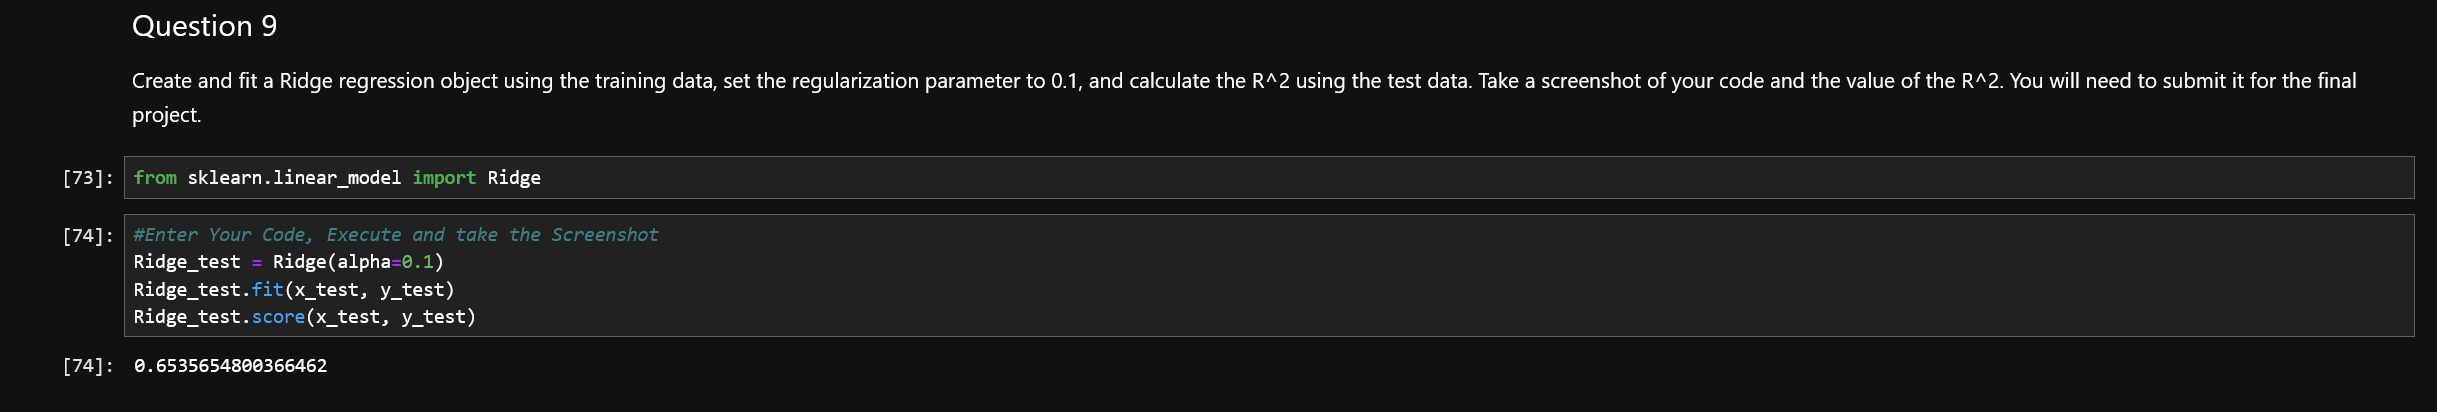 Question 9
Create and fit a Ridge regression object using the training data, set the regularization parameter to 0.1, and calculate the R^2 using the test data. Take a screenshot of your code and the value of the R^2. You will need to submit it for the final
project.
[73]: from sklearn.linear_model import Ridge
[74]: #Enter Your Code, Execute and take the Screenshot
Ridge_test = Ridge(alpha=0.1)
Ridge_test.fit(x_test, y_test)
Ridge_test.score(x_test, y_test)
[74]: 0.6535654800366462